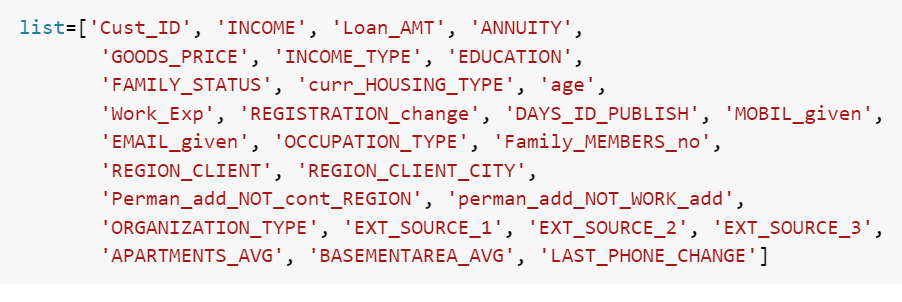 list=['Cust_ID', 'INCOME', 'Loan_AMT', 'ANNUITY',
'GOODS_PRICE', 'INCOME_TYPE', 'EDUCATION',
'FAMILY_STATUS', 'curr_HOUSING_TYPE', 'age',
'Work_Exp', 'REGISTRATION_change', 'DAYS_ID_PUBLISH', 'MOBIL_given',
'EMAIL_given', 'OCCUPATION_TYPE', 'Family_MEMBERS_no',
'REGION_CLIENT', 'REGION_CLIENT_CITY',
'Perman_add_NOT_cont_REGION', 'perman_add_NOT_WORK_add',
'ORGANIZATION_TYPE', 'EXT_SOURCE_1', 'EXT_SOURCE_2', 'EXT_SOURCE_3',
'APARTMENTS_AVG', 'BASEMENTAREA_AVG', 'LAST_PHONE_CHANGE']